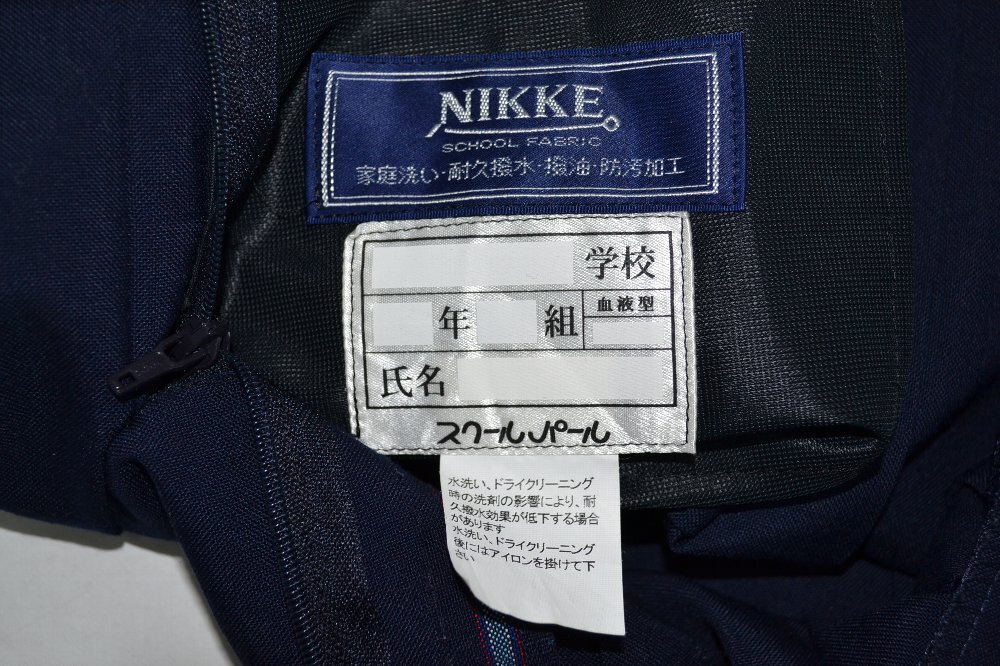 NIKKE
SCHOOL FABRIC
家庭洗い・耐久撥水・撥油・防汚加工
学校
年 組 血液型
氏名
スクールパール
水洗い、ドライクリーニング
時の洗剤の影響により、耐
久撥水効果が低下する場合
があります
水洗い、ドライクリーニング
後にはアイロンを掛けて下
さい